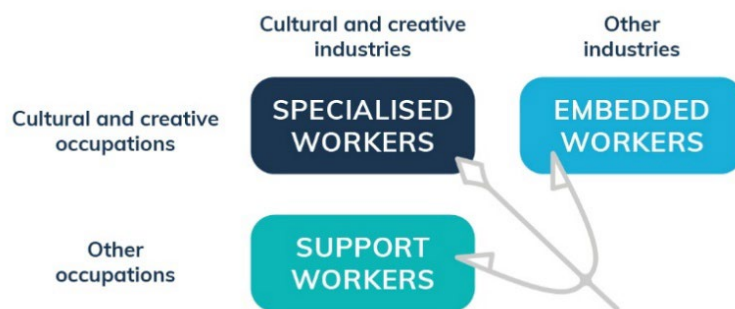 Cultural and creative
industries
Other
industries
Cultural and creative
occupations
SPECIALISED
WORKERS
EMBEDDED
WORKERS
Other
occupations
SUPPORT
WORKERS